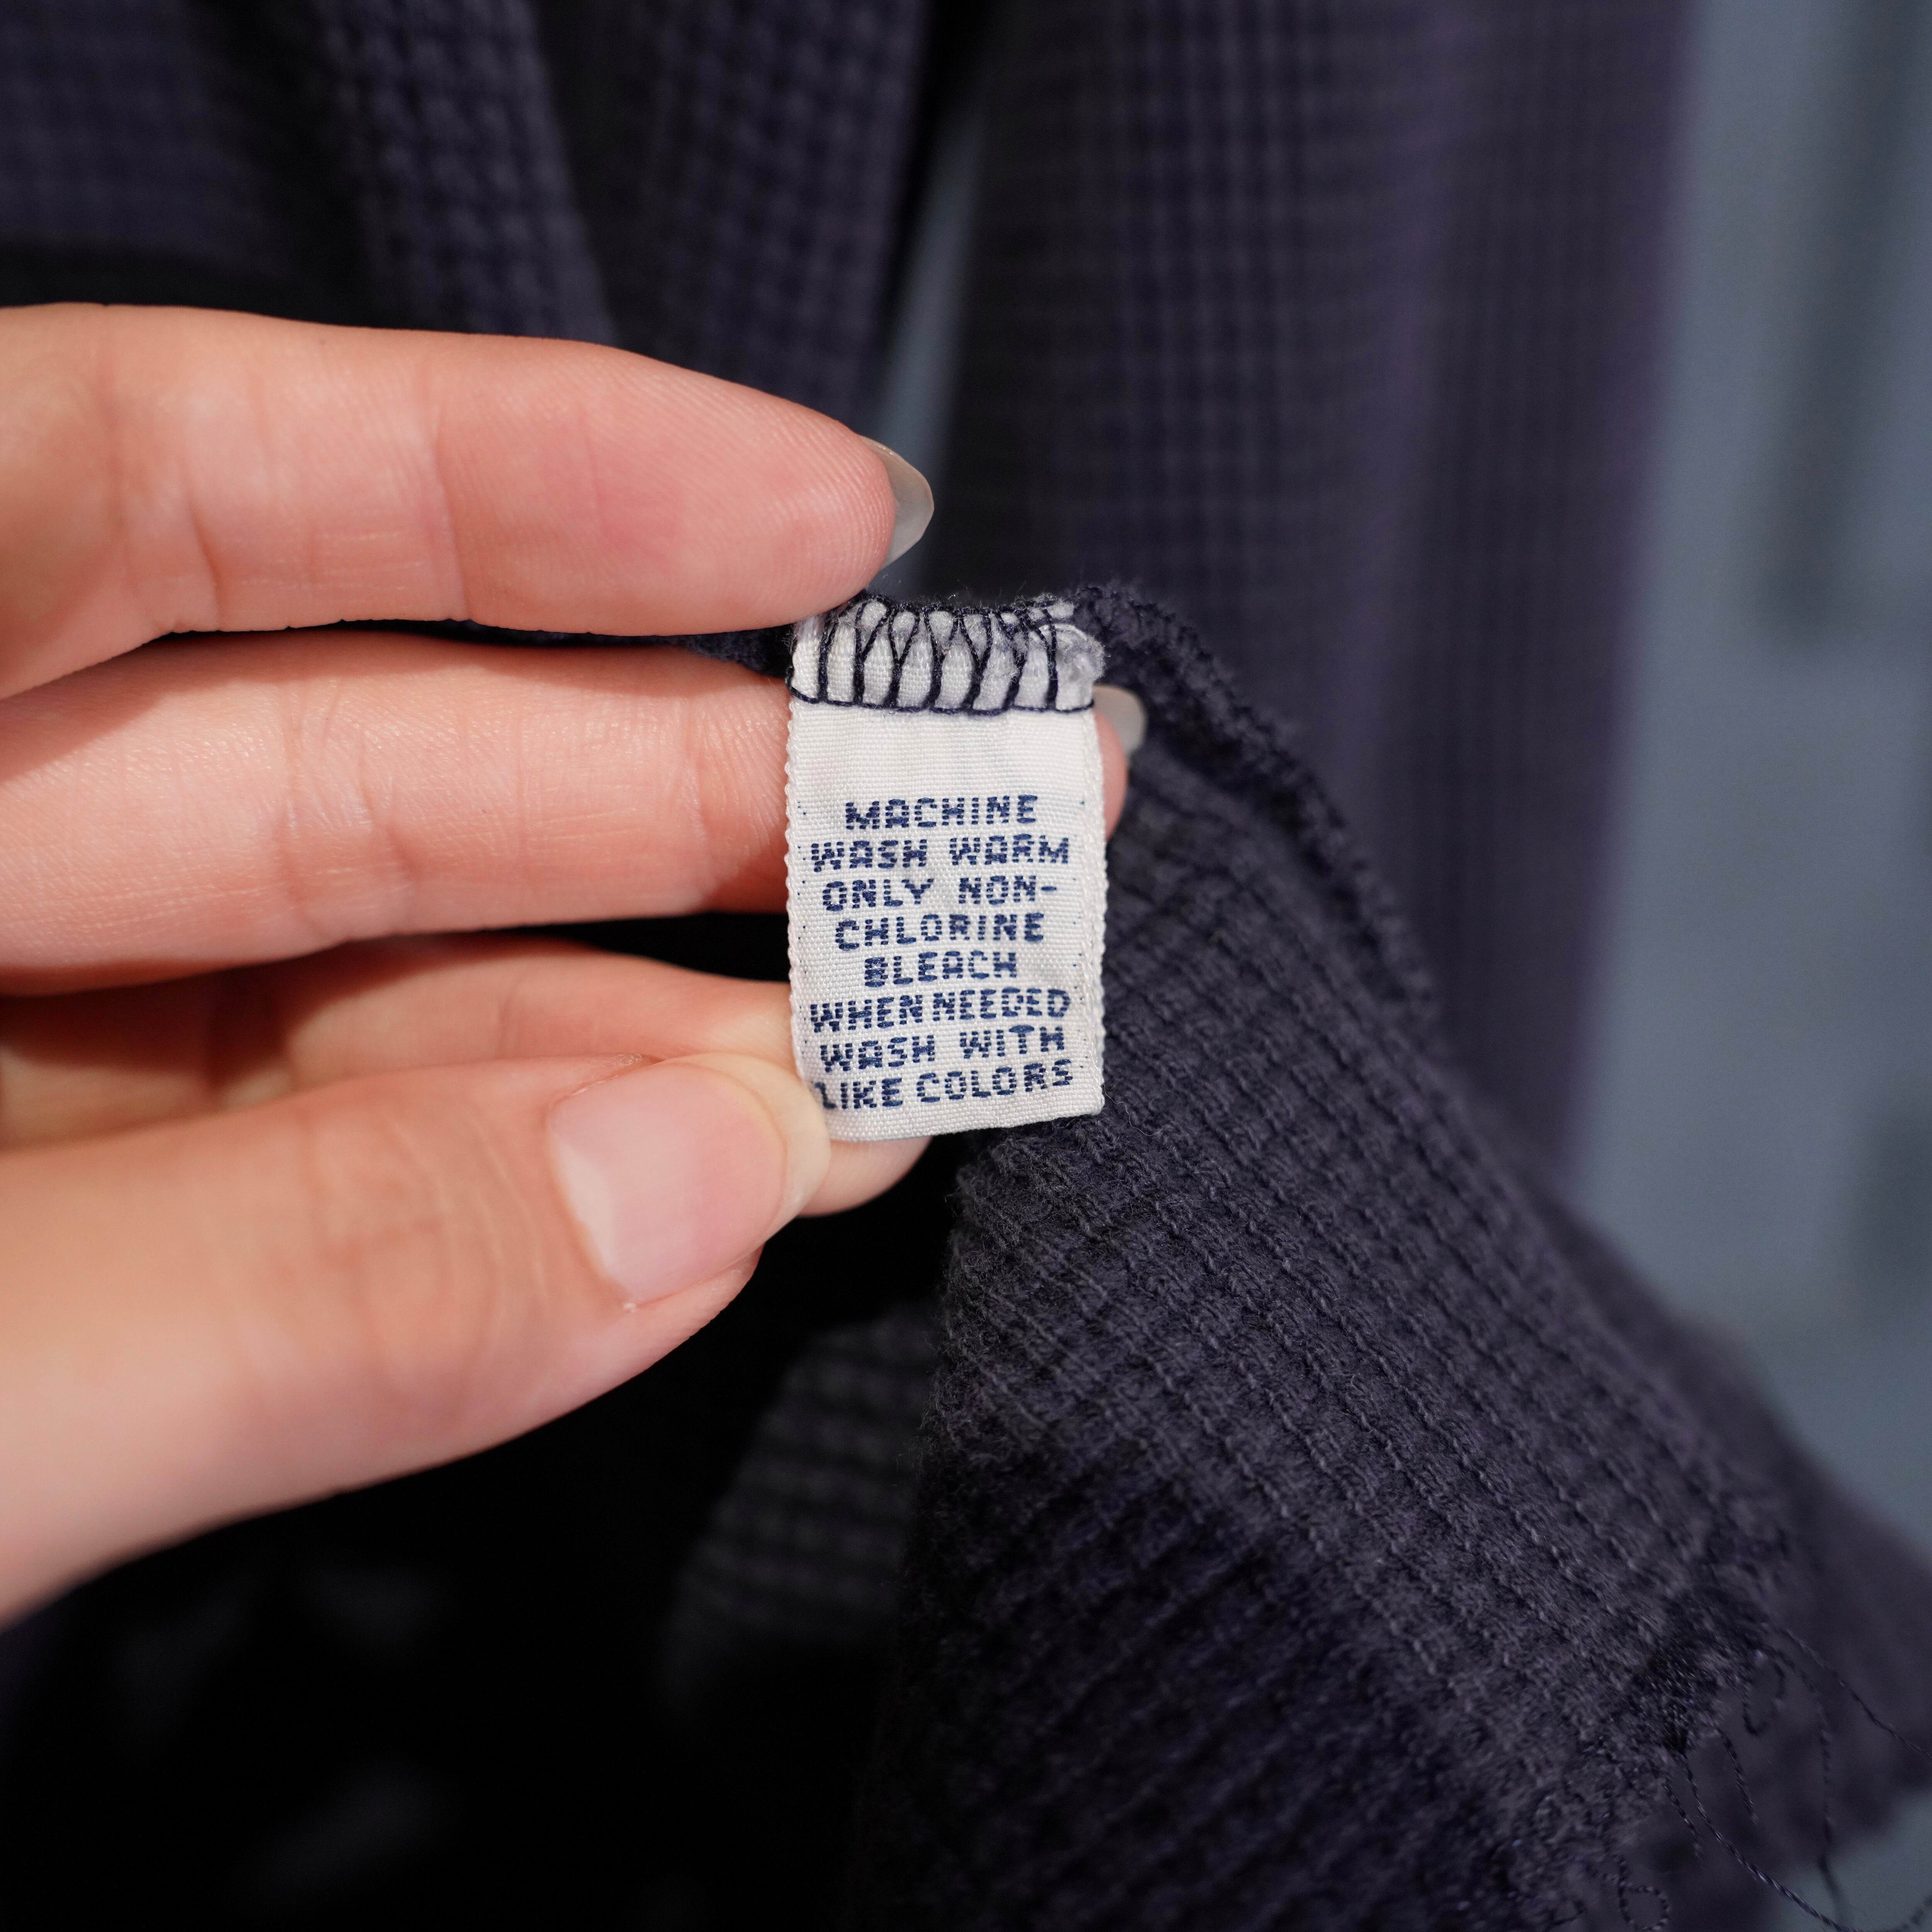 MACHINE
WASH WARM
ONLY NON-
CHLORINE
BLEACH
WHEN NEEDED
WASH WITH
LIKE COLORS